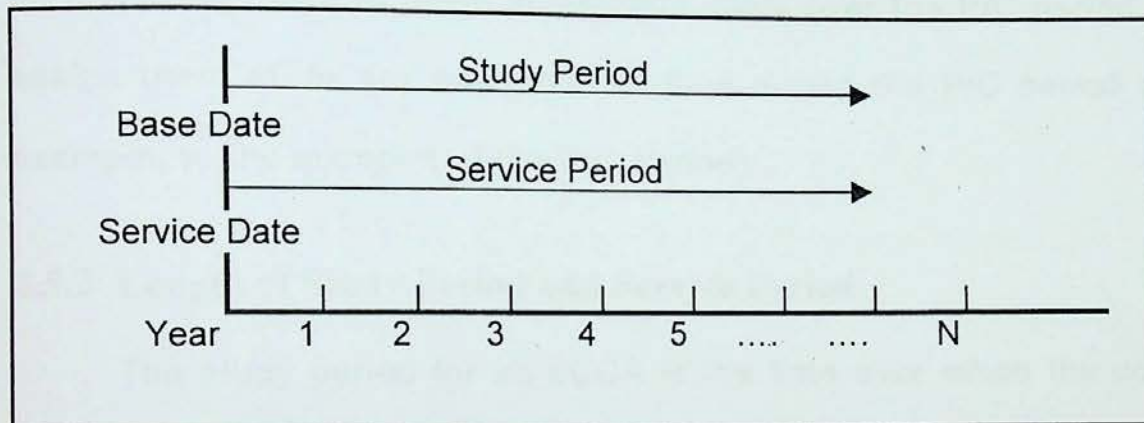 Study Period
Base Date
Service Period
Service Date
Year 1 2 3 4 5 .... .... N